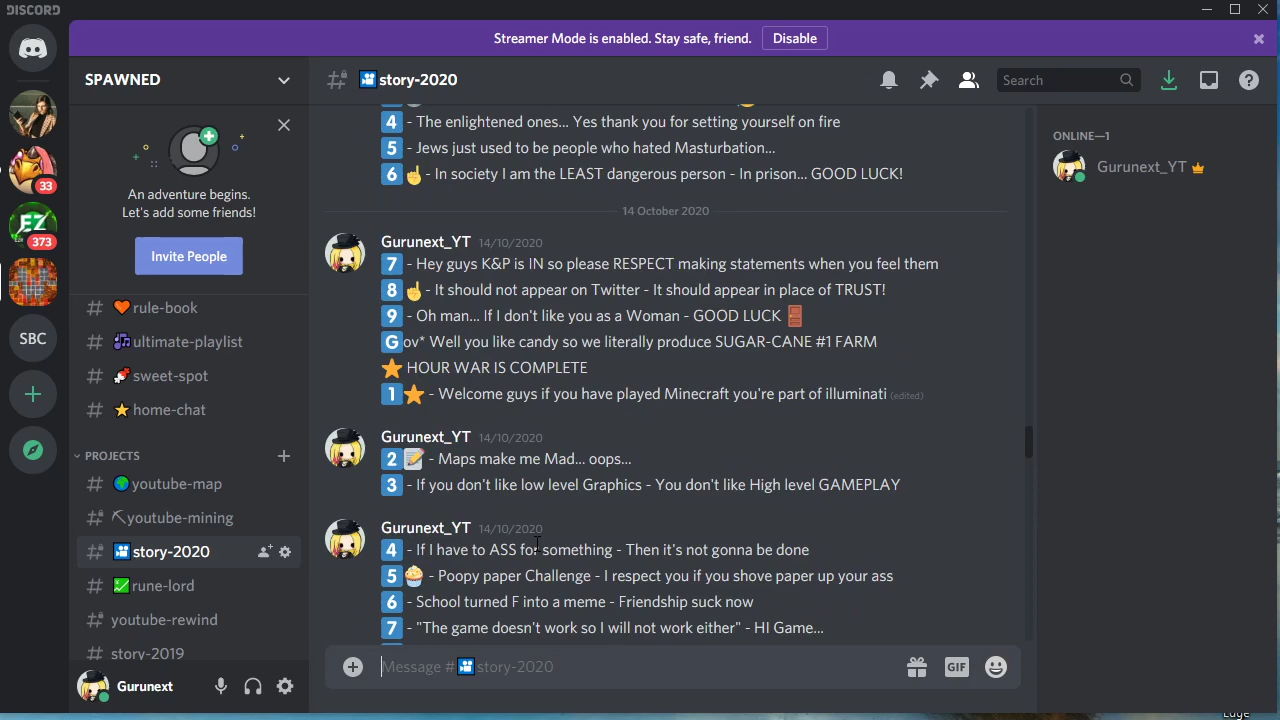 DISCORD
Streamer Mode is enabled. Stay safe, friend. Disable
SPAWNED
story-2020
Search
An adventure begins.
Let's add some friends!
Invite People
33
EZ
373
SBC
rule-book
ultimate-playlist
sweet-spot
home-chat
PROJECTS
youtube-map
youtube-mining
story-2020
rune-lord
youtube-rewind
story-2019
Gurunext
4 - The enlightened ones... Yes thank you for setting yourself on fire
5 - Jews just used to be people who hated Masturbation...
6 ☝ - In society I am the LEAST dangerous person - In prison... GOOD LUCK!
14 October 2020
Gurunext_YT 14/10/2020
7 - Hey guys K&P is IN so please RESPECT making statements when you feel them
8 ☝ - It should not appear on Twitter - It should appear in place of TRUST!
9 - Oh man... If I don't like you as a Woman - GOOD LUCK 🚪
G ov* Well you like candy so we literally produce SUGAR-CANE #1 FARM
⭐ HOUR WAR IS COMPLETE
1 ⭐ - Welcome guys if you have played Minecraft you're part of illuminati (edited)
Gurunext_YT 14/10/2020
2 📝 - Maps make me Mad... oops...
3 - If you don't like low level Graphics - You don't like High level GAMEPLAY
Gurunext_YT 14/10/2020
4 - If I have to ASS for something - Then it's not gonna be done
5 🧁 - Poopy paper Challenge - I respect you if you shove paper up your ass
6 - School turned F into a meme - Friendship suck now
7 - "The game doesn't work so I will not work either" - HI Game...
Message # story-2020
GIF
ONLINE—1
Gurunext_YT